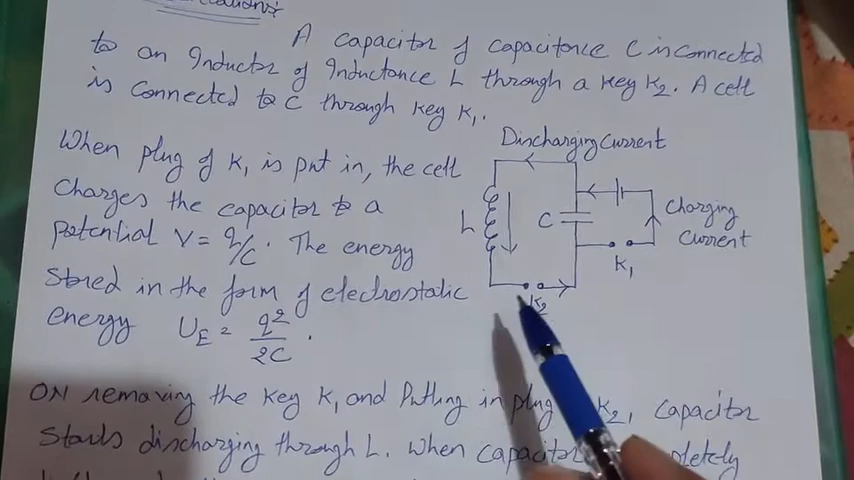 A capacitor of capacitance C is connected
to an Inductor of Inductance L through a key K2. A cell
is connected to C through key K1.
When plug of K1 is put in, the cell
charges the capacitor to a
potential V = q/C. The energy
stored in the form of electrostatic
energy UE = q²/2C.
Discharging Current
L
C
K1
K2
Charging
Current
ON removing the key K1 and Putting in plug K2, capacitor
starts discharging through L. When capacitor